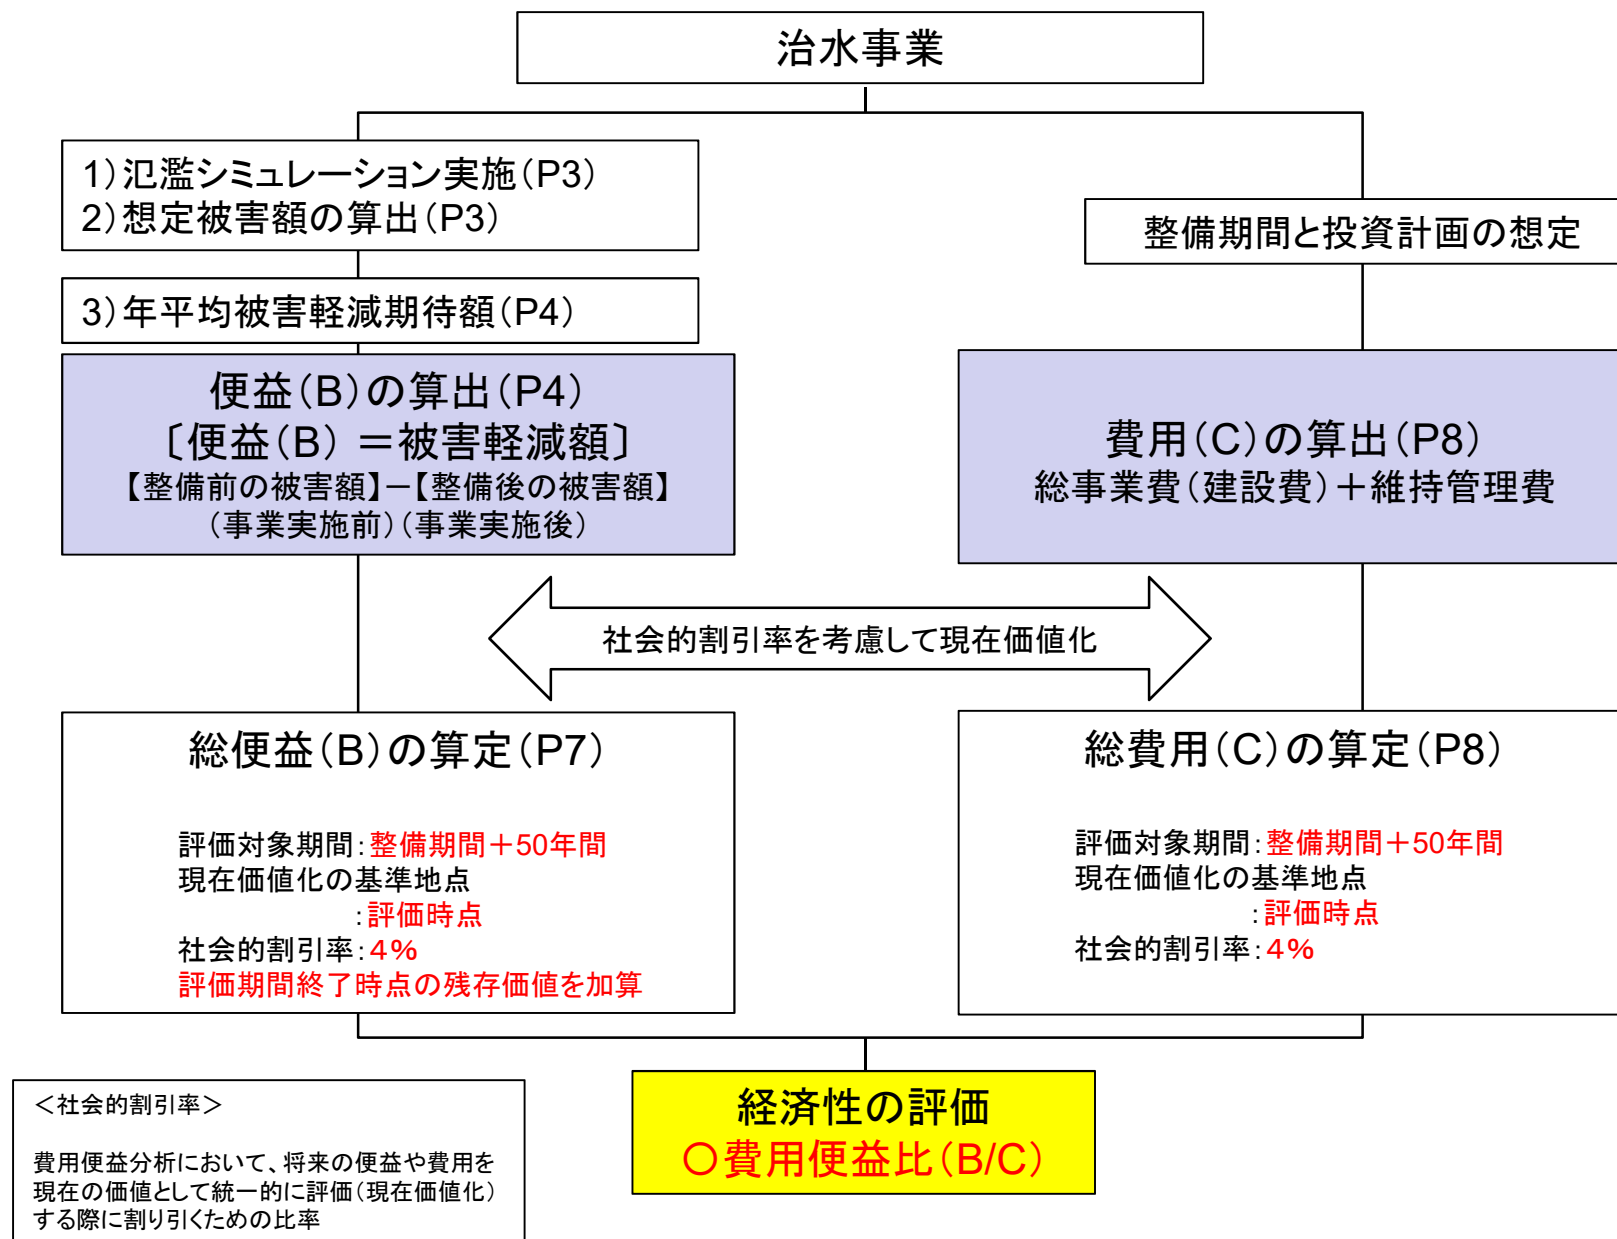 治水事業
1)氾濫シミュレーション実施(P3)
2)想定被害額の算出(P3)
3)年平均被害軽減期待額(P4)
便益(B)の算出(P4)
〔便益(B) =被害軽減額〕
【整備前の被害額】-【整備後の被害額】
(事業実施前)(事業実施後)
整備期間と投資計画の想定
費用(C)の算出(P8)
総事業費(建設費)+維持管理費
社会的割引率を考慮して現在価値化
総便益(B)の算定(P7)
評価対象期間:整備期間+50年間
現在価値化の基準地点
:評価時点
社会的割引率:4%
評価期間終了時点の残存価値を加算
総費用(C)の算定(P8)
評価対象期間:整備期間+50年間
現在価値化の基準地点
:評価時点
社会的割引率:4%
経済性の評価
○費用便益比(B/C)
<社会的割引率>
費用便益分析において、将来の便益や費用を
現在の価値として統一的に評価(現在価値化)
する際に割り引くための比率